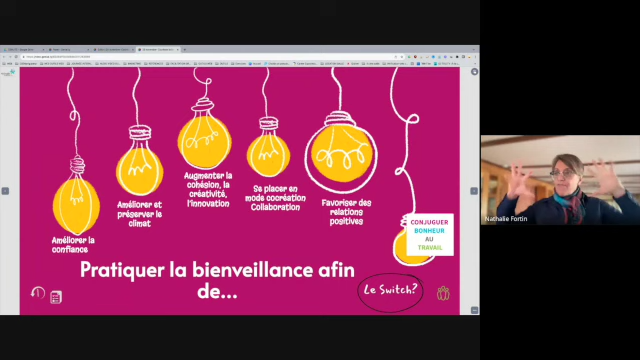 Améliorer la
confiance
Améliorer et
préserver le
climat
Augmenter la
cohésion, la
créativité,
l'innovation
Se placer en
mode cocréation
Collaboration
Favoriser des
relations
positives
CONJUGUER
BONHEUR
AU
TRAVAIL
Pratiquer la bienveillance afin
de...
Le Switch?
Nathalie Fortin